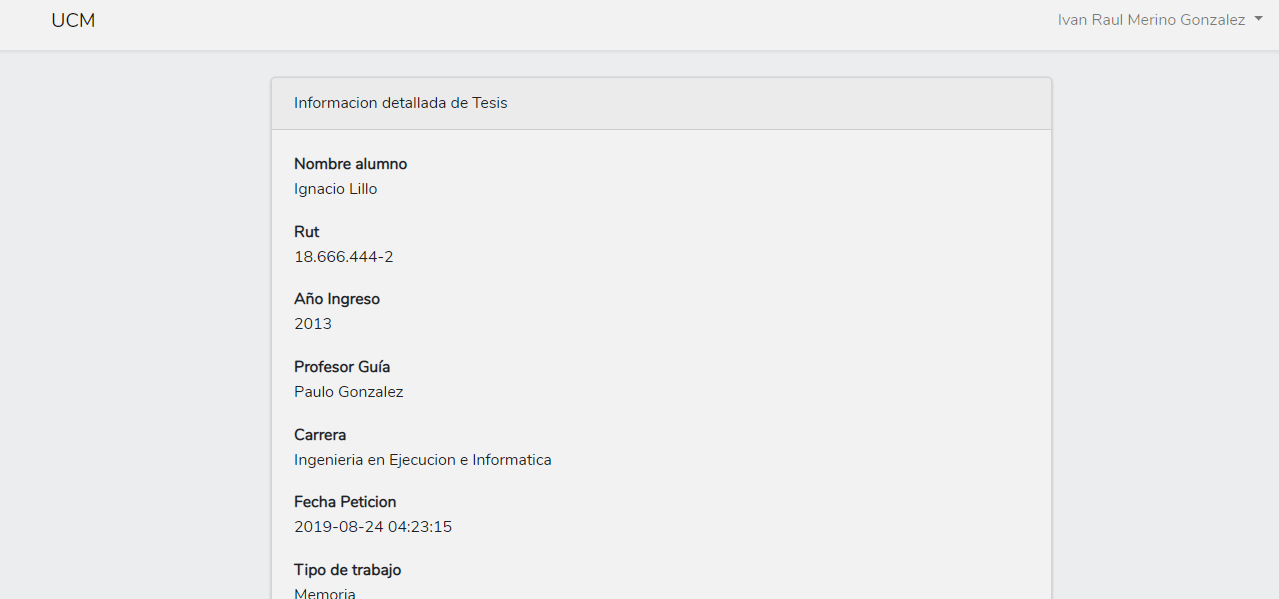 UCM
Ivan Raul Merino Gonzalez
Informacion detallada de Tesis
Nombre alumno
Ignacio Lillo
Rut
18.666.444-2
Año Ingreso
2013
Profesor Guía
Paulo Gonzalez
Carrera
Ingenieria en Ejecucion e Informatica
Fecha Peticion
2019-08-24 04:23:15
Tipo de trabajo
Memoria